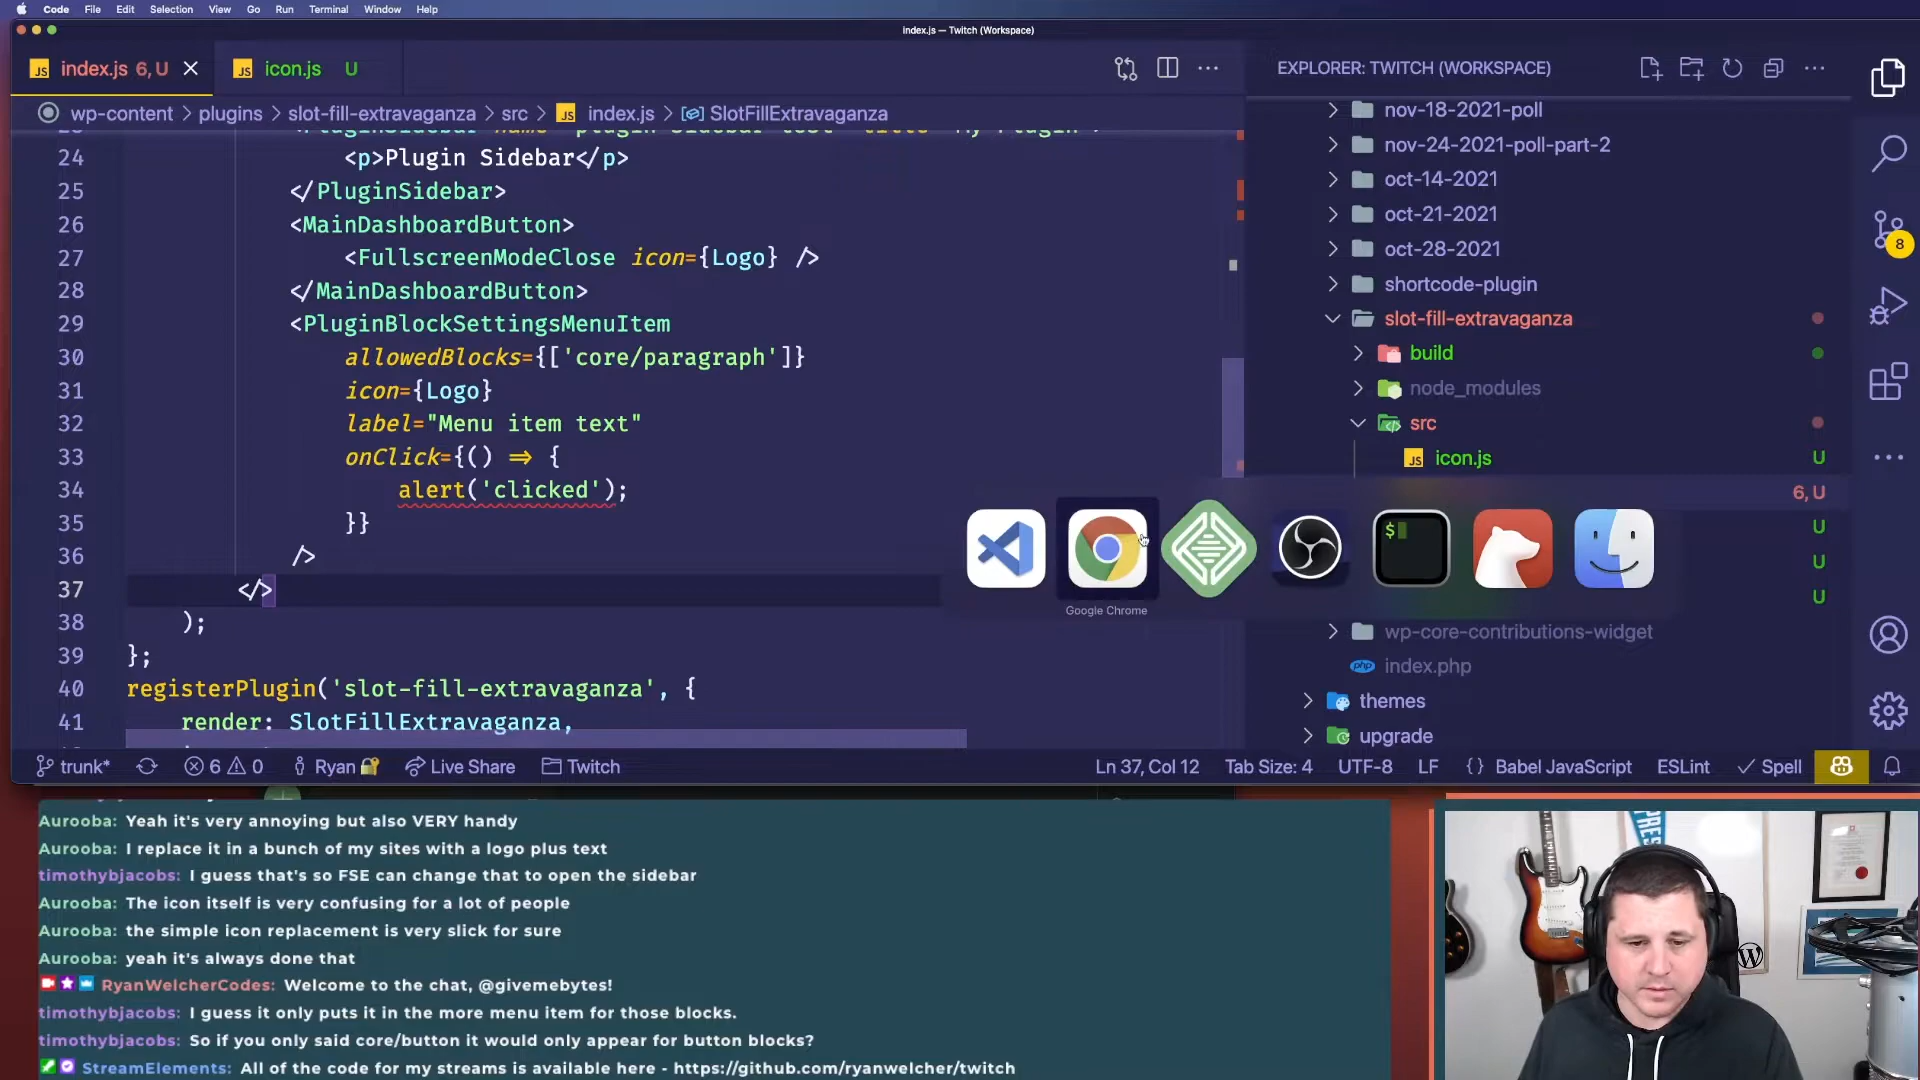 Code File Edit Selection View Go Run Terminal Window Help
index.js — Twitch (Workspace)
JS index.js 6, U
JS icon.js U
EXPLORER: TWITCH (WORKSPACE)
wp-content > plugins > slot-fill-extravaganza > src > JS index.js > SlotFillExtravaganza
24 <p>Plugin Sidebar</p>
25 </PluginSidebar>
26 <MainDashboardButton>
27 <FullscreenModeClose icon={Logo} />
28 </MainDashboardButton>
29 <PluginBlockSettingsMenuItem
30 allowedBlocks={['core/paragraph']}
31 icon={Logo}
32 label="Menu item text"
33 onClick={() => {
34 alert('clicked');
35 }}
36 />
37 </>
38 );
39 };
40 registerPlugin('slot-fill-extravaganza', {
41 render: SlotFillExtravaganza,
nov-18-2021-poll
nov-24-2021-poll-part-2
oct-14-2021
oct-21-2021
oct-28-2021
shortcode-plugin
slot-fill-extravaganza
build
node_modules
src
JS icon.js U
6, U
U
U
U
wp-core-contributions-widget
php index.php
themes
upgrade
8
$
Google Chrome
trunk* 6 0 Ryan Live Share Twitch
Ln 37, Col 12 Tab Size: 4 UTF-8 LF {} Babel JavaScript ESLint Spell
Aurooba: Yeah it's very annoying but also VERY handy
Aurooba: I replace it in a bunch of my sites with a logo plus text
timothybjacobs: I guess that's so FSE can change that to open the sidebar
Aurooba: The icon itself is very confusing for a lot of people
Aurooba: the simple icon replacement is very slick for sure
Aurooba: yeah it's always done that
RyanWelcherCodes: Welcome to the chat, @givemebytes!
timothybjacobs: I guess it only puts it in the more menu item for those blocks.
timothybjacobs: So if you only said core/button it would only appear for button blocks?
StreamElements: All of the code for my streams is available here - https://github.com/ryanwelcher/twitch